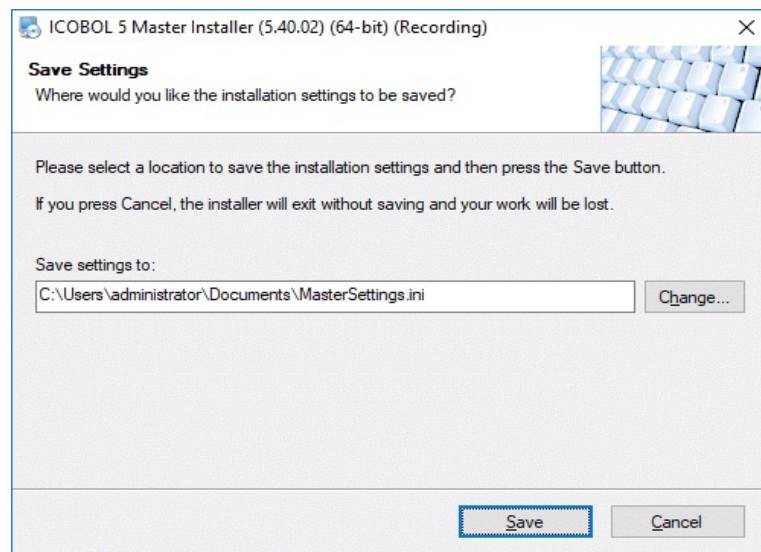 ICOBOL 5 Master Installer (5.40.02) (64-bit) (Recording)
Save Settings
Where would you like the installation settings to be saved?
Please select a location to save the installation settings and then press the Save button.
If you press Cancel, the installer will exit without saving and your work will be lost.
Save settings to:
C:\Users\administrator\Documents\MasterSettings.ini
Change...
Save
Cancel